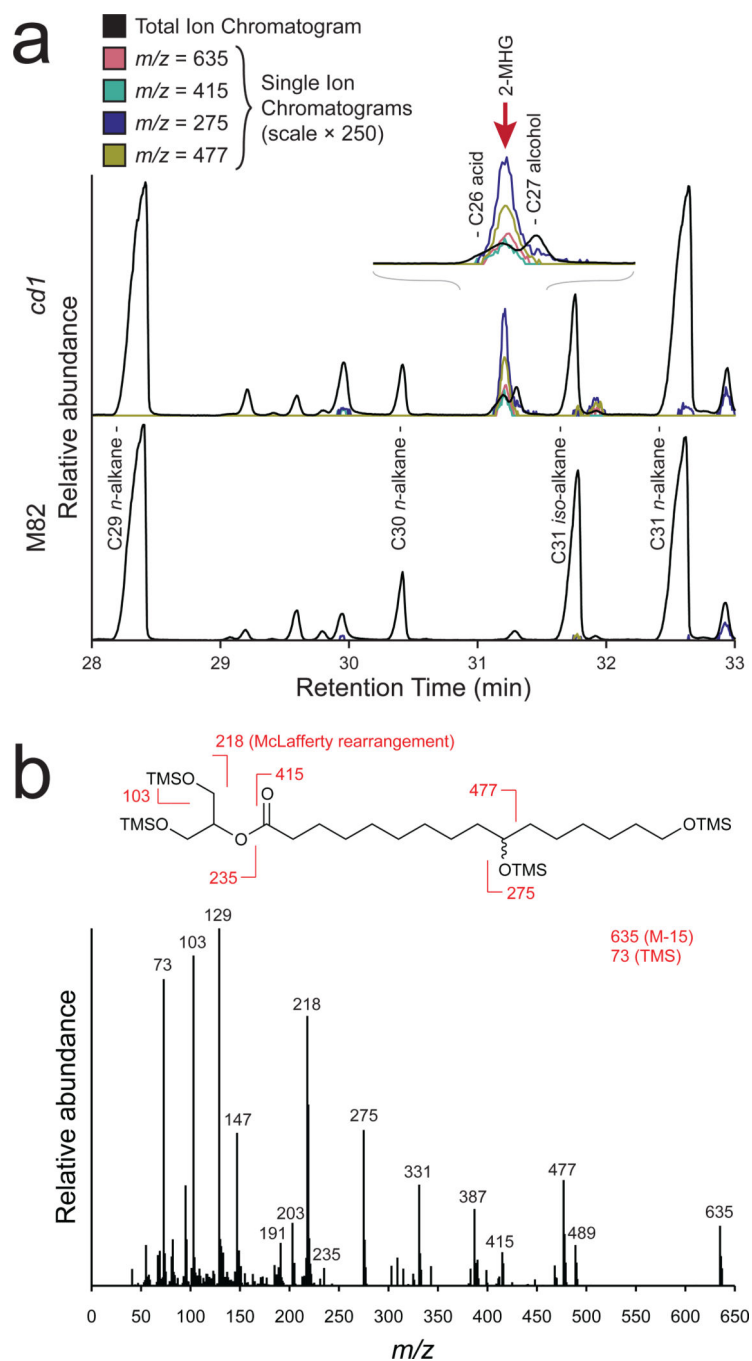 a
Total Ion Chromatogram
m/z = 635
m/z = 415
m/z = 275
m/z = 477
Single Ion
Chromatograms
(scale × 250)
2-MHG
- C26 acid
- C27 alcohol
cd1
M82
Relative abundance
C29 n-alkane -
C30 n-alkane -
C31 iso-alkane -
C31 n-alkane -
28 29 30 31 32 33
Retention Time (min)
b
218 (McLafferty rearrangement)
TMSO
103
415
O
477
TMSO
O
OTMS
OTMS
235
275
635 (M-15)
73 (TMS)
Relative abundance
73
103
129
147
191
203
218
235
275
331
387
415
477
489
635
0 50 100 150 200 250 300 350 400 450 500 550 600 650
m/z